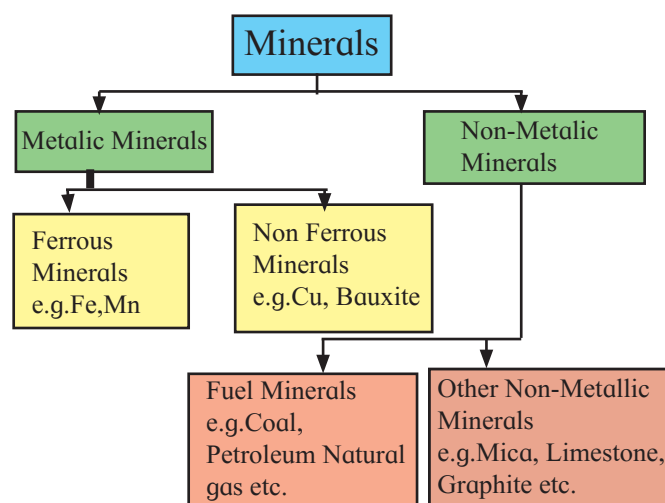 Minerals
Metalic Minerals
Non-Metalic
Minerals
Ferrous
Minerals
e.g.Fe,Mn
Non Ferrous
Minerals
e.g.Cu, Bauxite
Fuel Minerals
e.g.Coal,
Petroleum Natural
gas etc.
Other Non-Metallic
Minerals
e.g.Mica, Limestone,
Graphite etc.